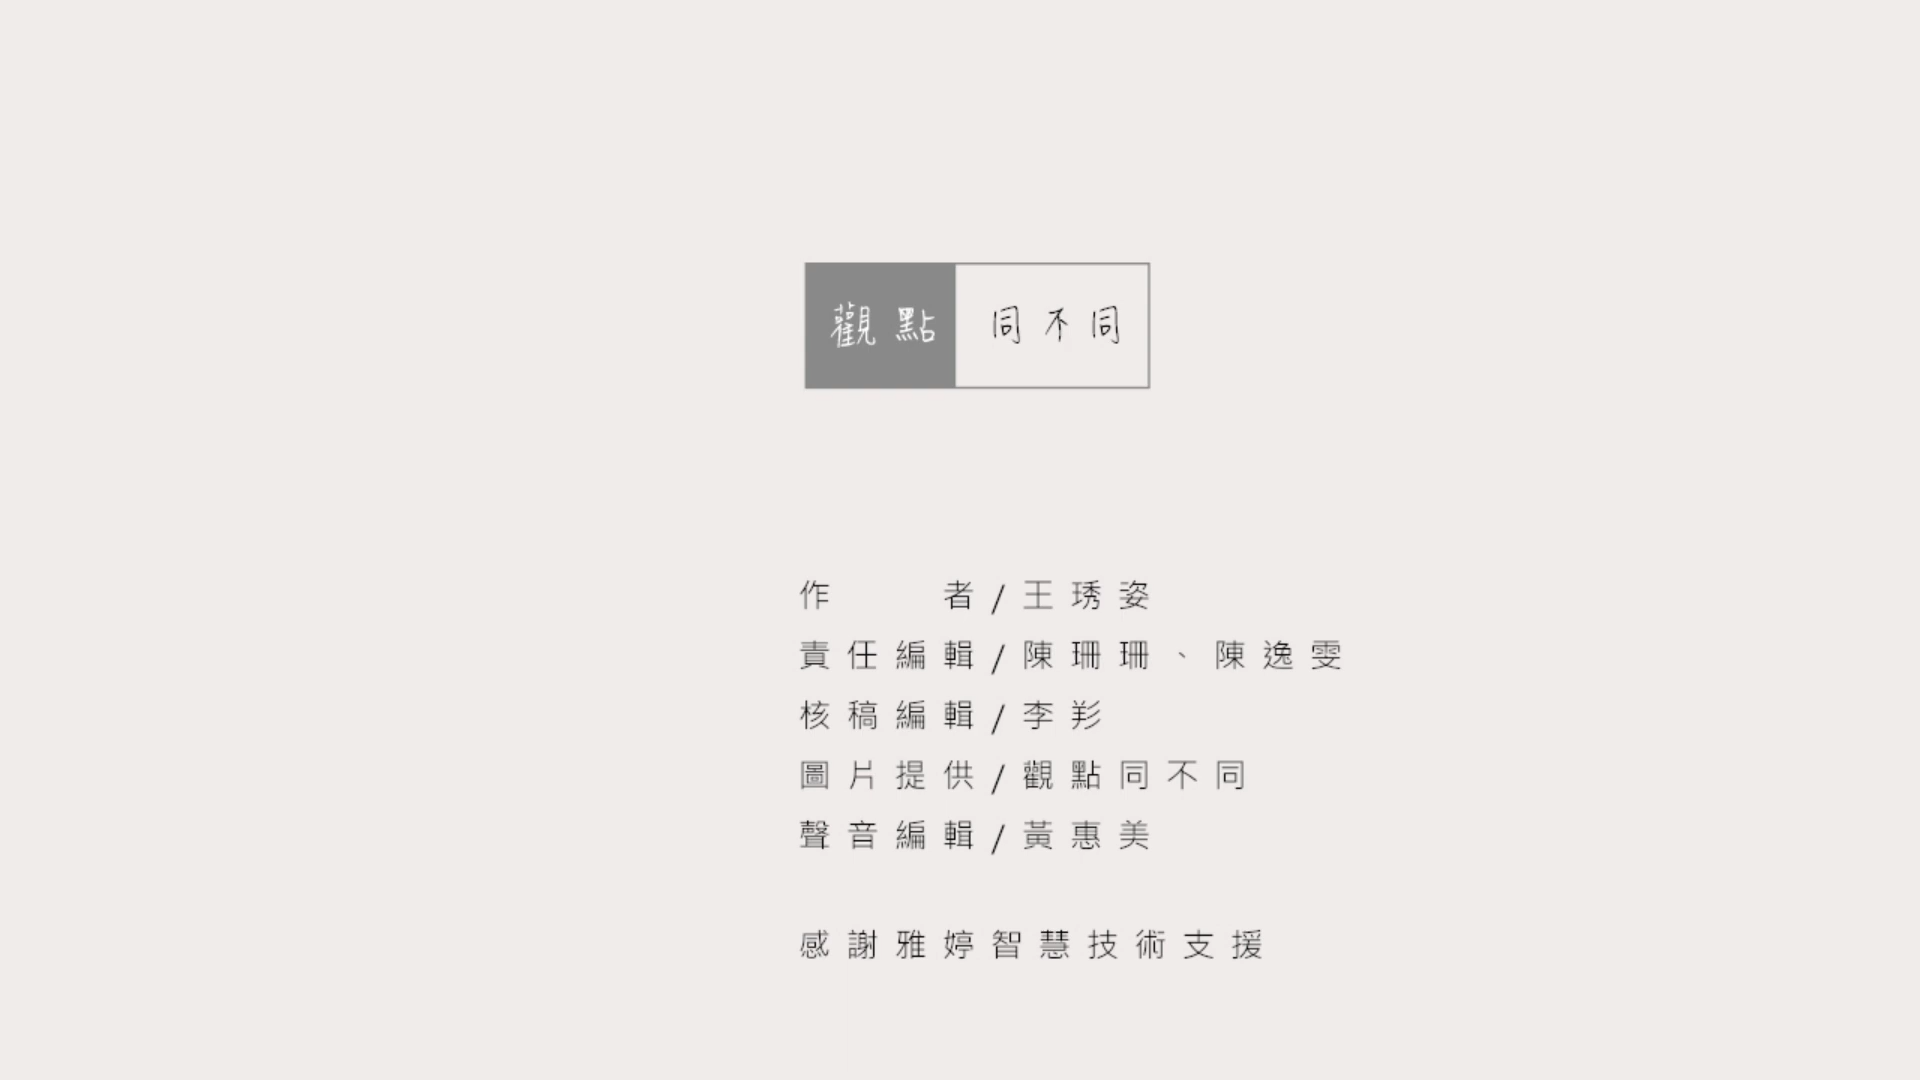 觀點 同不同
作　　者/王琇姿
責任編輯/陳珊珊、陳逸雯
核稿編輯/李羏
圖片提供/觀點同不同
聲音編輯/黃惠美
感謝雅婷智慧技術支援